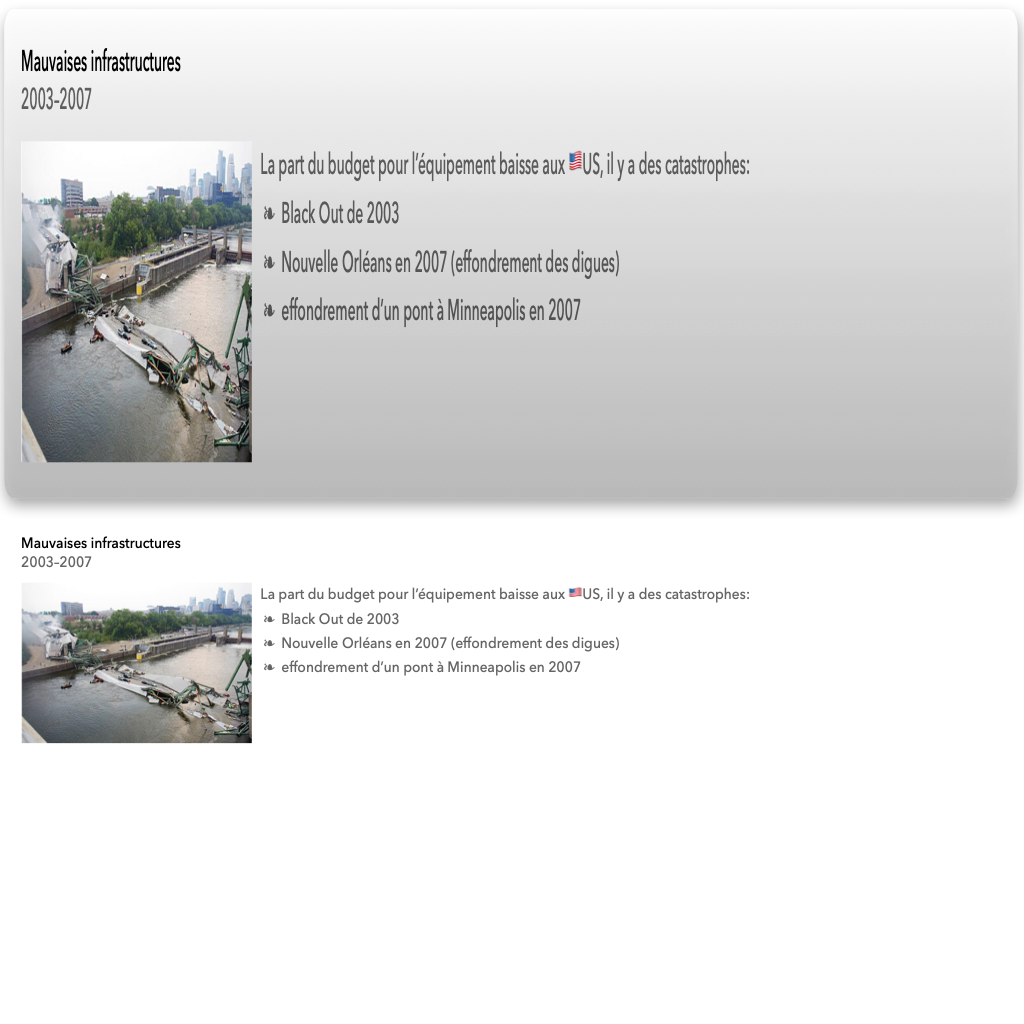 Mauvaises infrastructures
2003-2007
La part du budget pour l’équipement baisse aux 🇺🇸US, il y a des catastrophes:
❧ Black Out de 2003
❧ Nouvelle Orléans en 2007 (effondrement des digues)
❧ effondrement d’un pont à Minneapolis en 2007
Mauvaises infrastructures
2003-2007
La part du budget pour l’équipement baisse aux 🇺🇸US, il y a des catastrophes:
❧ Black Out de 2003
❧ Nouvelle Orléans en 2007 (effondrement des digues)
❧ effondrement d’un pont à Minneapolis en 2007